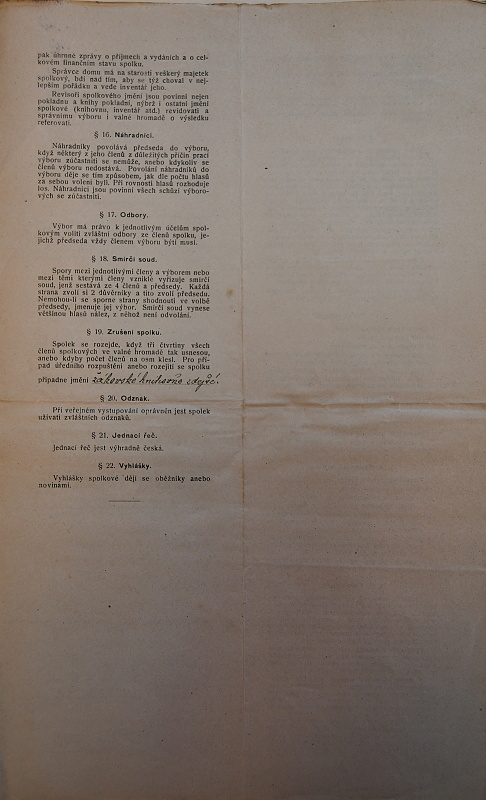 pak úhrnné zprávy o příjmech a vydáních a o cel-
kovém finančním stavu spolku.
Správce domu má na starosti veškerý majetek
spolkový, bdí nad tím, aby se týž choval v nej-
lepším pořádku a vede inventář jeho.
Revisoři spolkového jmění jsou povinni nejen
pokladnu a knihy pokladní, nýbrž i ostatní jmění
spolkové (knihovnu, inventář atd.) revidovati a
správnímu výboru i valné hromadě o výsledku
referovati.
§ 16. Náhradníci.
Náhradníky povolává předseda do výboru,
když některý z jeho členů z důležitých příčin prací
výboru zúčastniti se nemůže, anebo kdykoliv se
členů výboru nedostává. Povolání náhradníků do
výboru děje se tím způsobem, jak dle počtu hlasů
za sebou voleni byli. Při rovnosti hlasů rozhoduje
los. Náhradníci jsou povinni všech schůzí výboro-
vých se zúčastniti.
§ 17. Odbory.
Výbor má právo k jednotlivým účelům spol-
kovým voliti zvláštní odbory ze členů spolku, je-
jichž předseda vždy členem výboru býti musí.
§ 18. Smírčí soud.
Spory mezi jednotlivými členy a výborem nebo
mezi těmi kterými členy vzniklé vyřizuje smírčí
soud, jenž sestává ze 4 členů a předsedy. Každá
strana zvolí si 2 důvěrníky a tito zvolí předsedu.
Nemohou-li se sporné strany shodnouti ve volbě
předsedy, jmenuje jej výbor. Smírčí soud vynese
většinou hlasů nález, z něhož není odvolání.
§ 19. Zrušení spolku.
Spolek se rozejde, když tři čtvrtiny všech
členů spolkových ve valné hromadě tak usnesou,
anebo kdyby počet členů na osm klesl. Pro pří-
pad úředního rozpuštění anebo rozejití se spolku
připadne jmění žákovské knihovně zdejší.
§ 20. Odznak.
Při veřejném vystupování oprávněn jest spolek
užívati zvláštních odznaků.
§ 21. Jednací řeč.
Jednací řeč jest výhradně česká.
§ 22. Vyhlášky.
Vyhlášky spolkové dějí se oběžníky anebo
novinami.